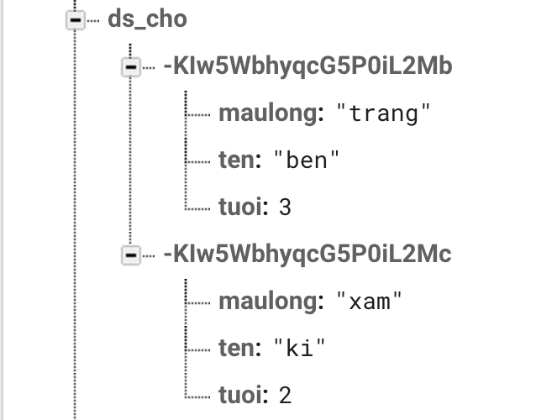 ds_cho
-KIw5WbhyqcG5P0iL2Mb
maulong: "trang"
ten: "ben"
tuoi: 3
-KIw5WbhyqcG5P0iL2Mc
maulong: "xam"
ten: "ki"
tuoi: 2